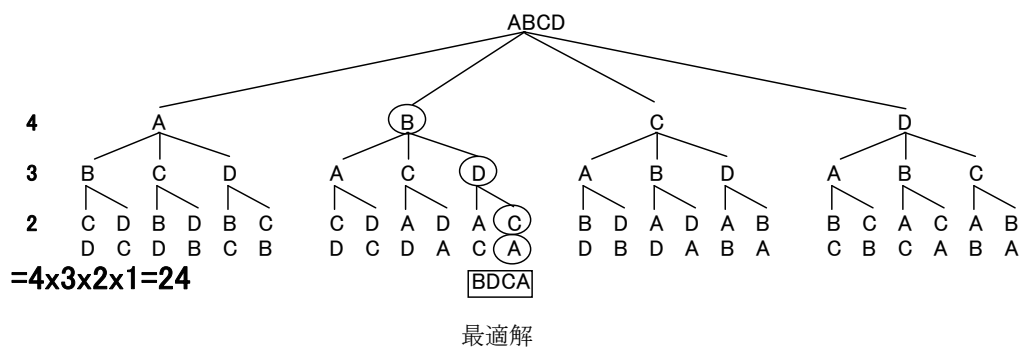 ABCD
4 A B C D
3 B C D A C D A B D A B C
2 C D B D B C C D A D A C B D A D A B B C A C A B
D C D B C B D C D A C A D B D A B A C B C A B A
=4x3x2x1=24
BDCA
最適解